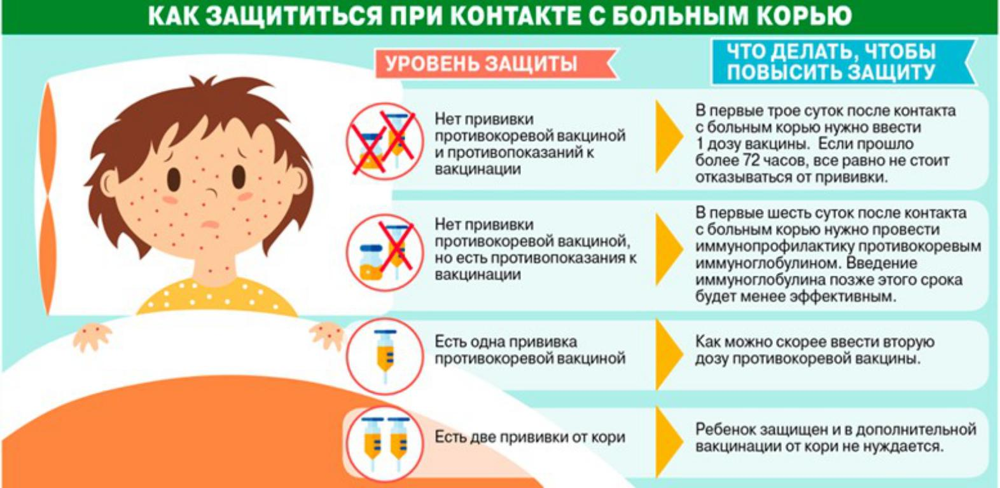 КАК ЗАЩИТИТЬСЯ ПРИ КОНТАКТЕ С БОЛЬНЫМ КОРЬЮ
УРОВЕНЬ ЗАЩИТЫ
ЧТО ДЕЛАТЬ, ЧТОБЫ
ПОВЫСИТЬ ЗАЩИТУ
Нет прививки
противокоревой вакциной
и противопоказаний к
вакцинации
В первые трое суток после контакта
с больным корью нужно ввести
1 дозу вакцины. Если прошло
более 72 часов, все равно не стоит
отказываться от прививки.
Нет прививки
противокоревой вакциной,
но есть противопоказания к
вакцинации
В первые шесть суток после контакта
с больным корью нужно провести
иммунопрофилактику противокоревым
иммуноглобулином. Введение
иммуноглобулина позже этого срока
будет менее эффективным.
Есть одна прививка
противокоревой вакциной
Как можно скорее ввести вторую
дозу противокоревой вакцины.
Есть две прививки от кори
Ребенок защищен и в дополнительной
вакцинации от кори не нуждается.